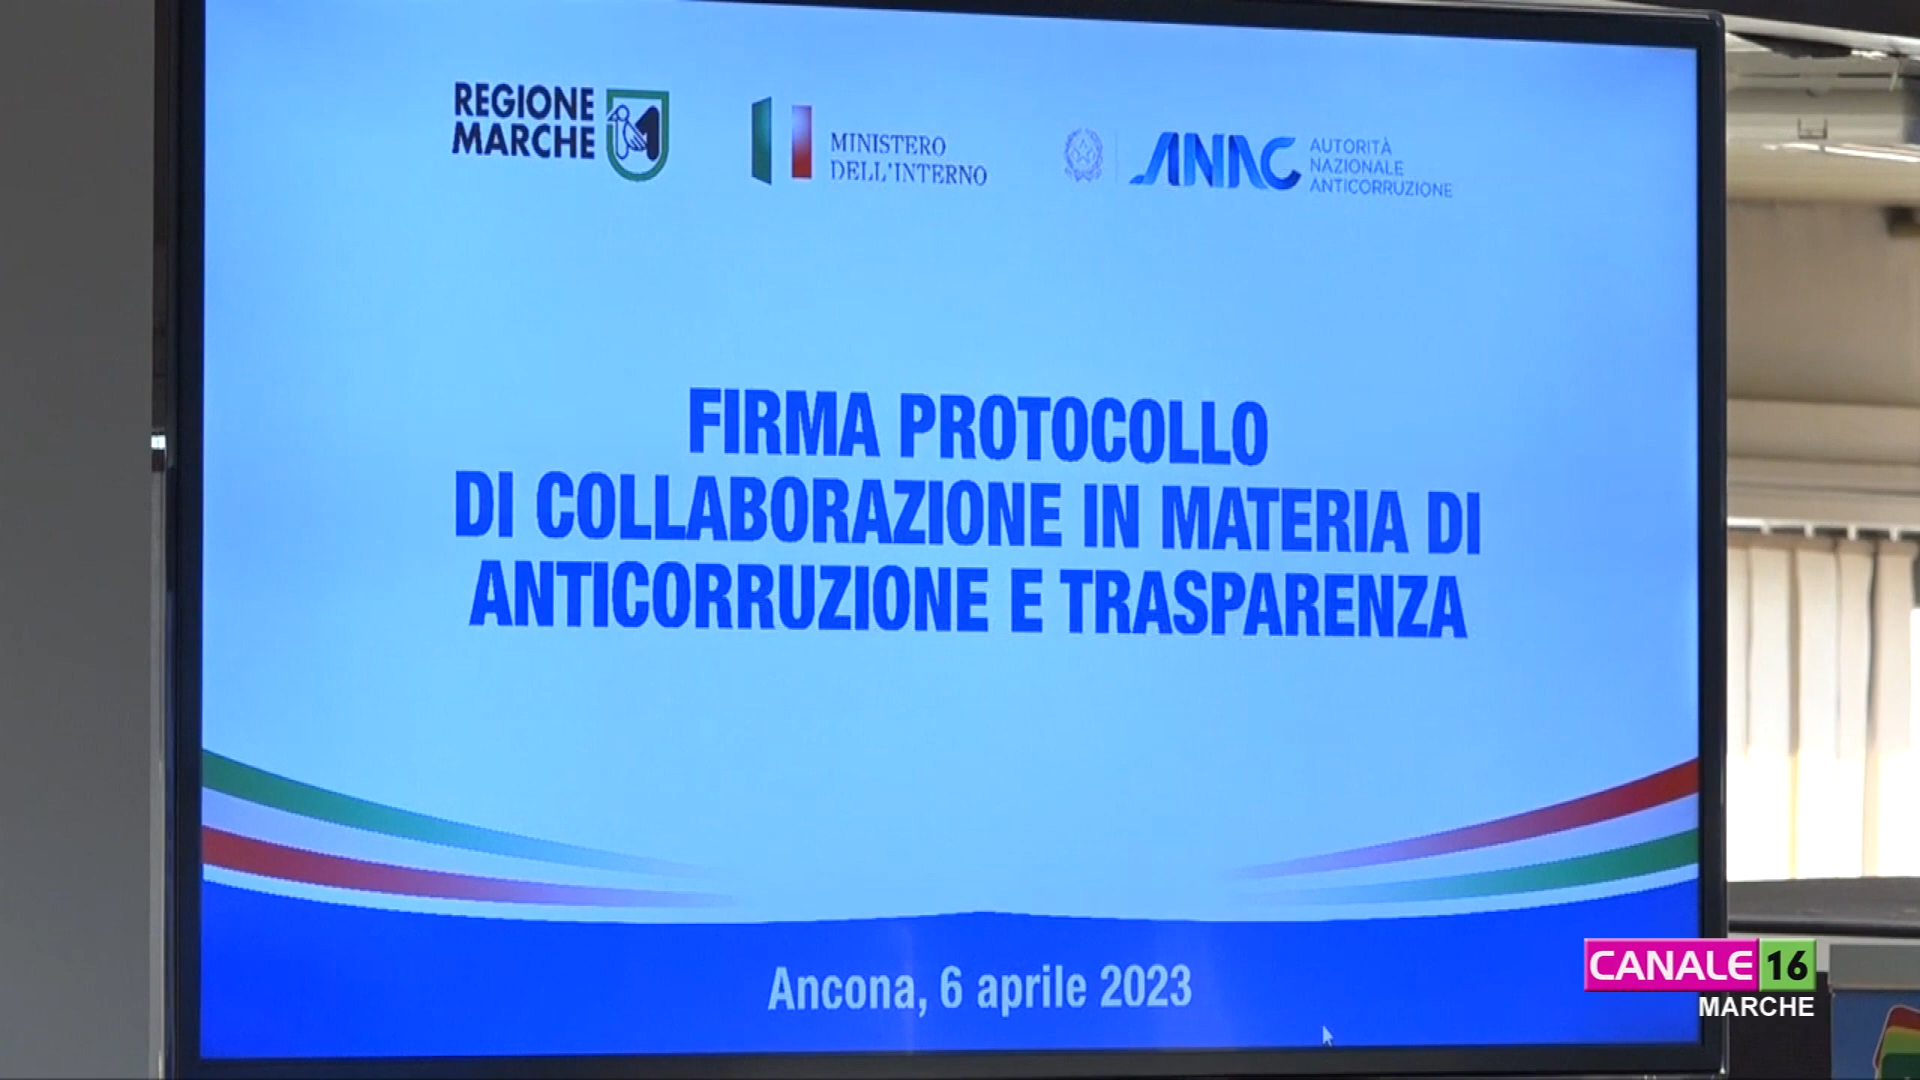 REGIONE
MARCHE
MINISTERO
DELL'INTERNO
ANAC
AUTORITÀ
NAZIONALE
ANTICORRUZIONE
FIRMA PROTOCOLLO
DI COLLABORAZIONE IN MATERIA DI
ANTICORRUZIONE E TRASPARENZA
Ancona, 6 aprile 2023
CANALE 16
MARCHE